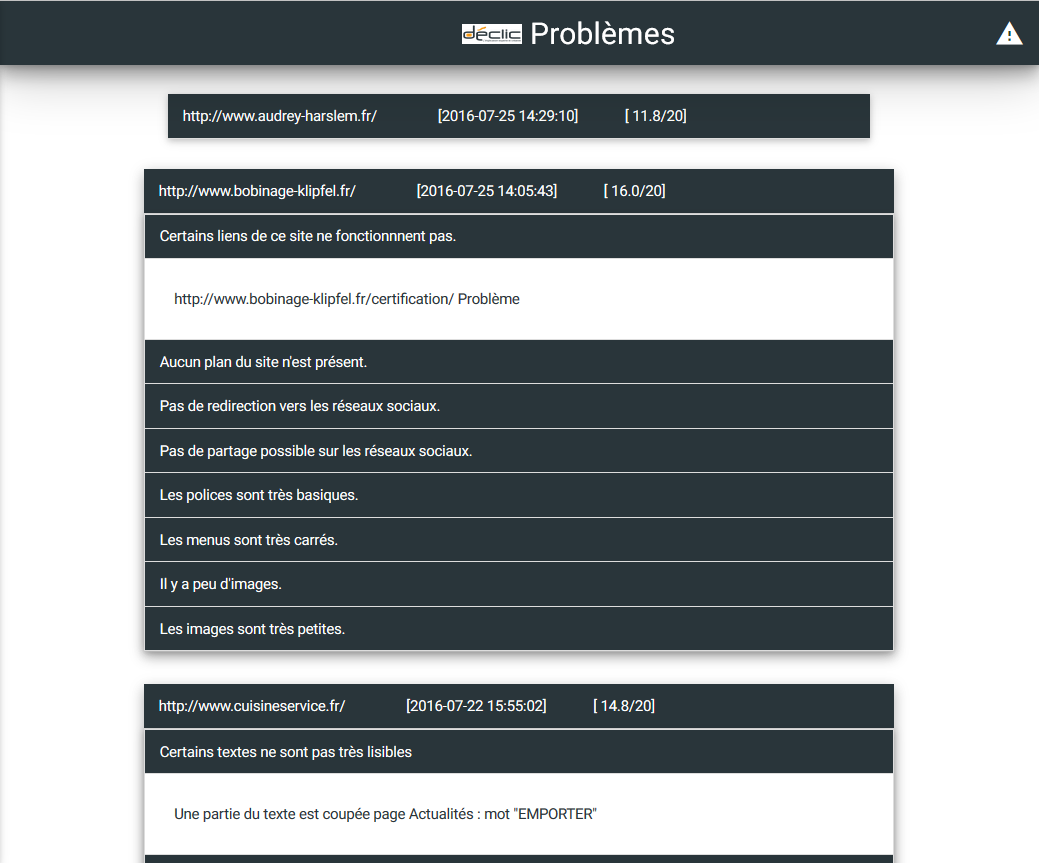 déclic Problèmes
http://www.audrey-harslem.fr/ [2016-07-25 14:29:10] [ 11.8/20]
http://www.bobinage-klipfel.fr/ [2016-07-25 14:05:43] [ 16.0/20]
Certains liens de ce site ne fonctionnnent pas.
http://www.bobinage-klipfel.fr/certification/ Problème
Aucun plan du site n'est présent.
Pas de redirection vers les réseaux sociaux.
Pas de partage possible sur les réseaux sociaux.
Les polices sont très basiques.
Les menus sont très carrés.
Il y a peu d'images.
Les images sont très petites.
http://www.cuisineservice.fr/ [2016-07-22 15:55:02] [ 14.8/20]
Certains textes ne sont pas très lisibles
Une partie du texte est coupée page Actualités : mot "EMPORTER"